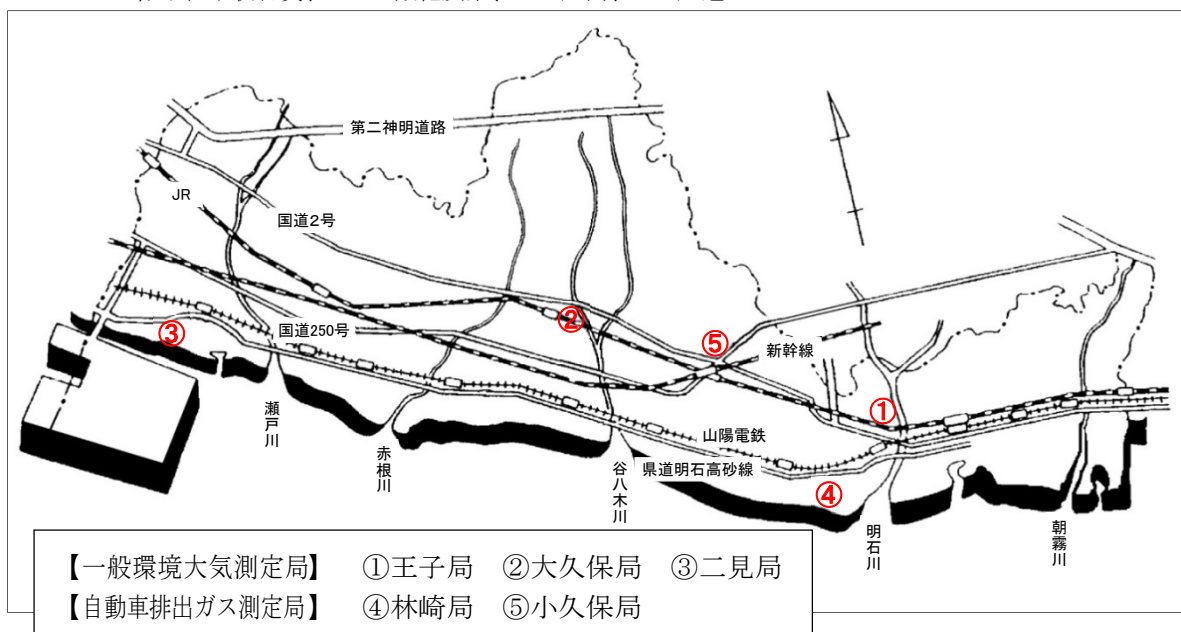 第二神明道路
JR
国道2号
②
⑤
③
国道250号
新幹線
①
瀬戸川
山陽電鉄
赤根川
谷八木川
県道明石高砂線
④
明石川
朝霧川
【一般環境大気測定局】 ①王子局 ②大久保局 ③二見局
【自動車排出ガス測定局】 ④林崎局 ⑤小久保局